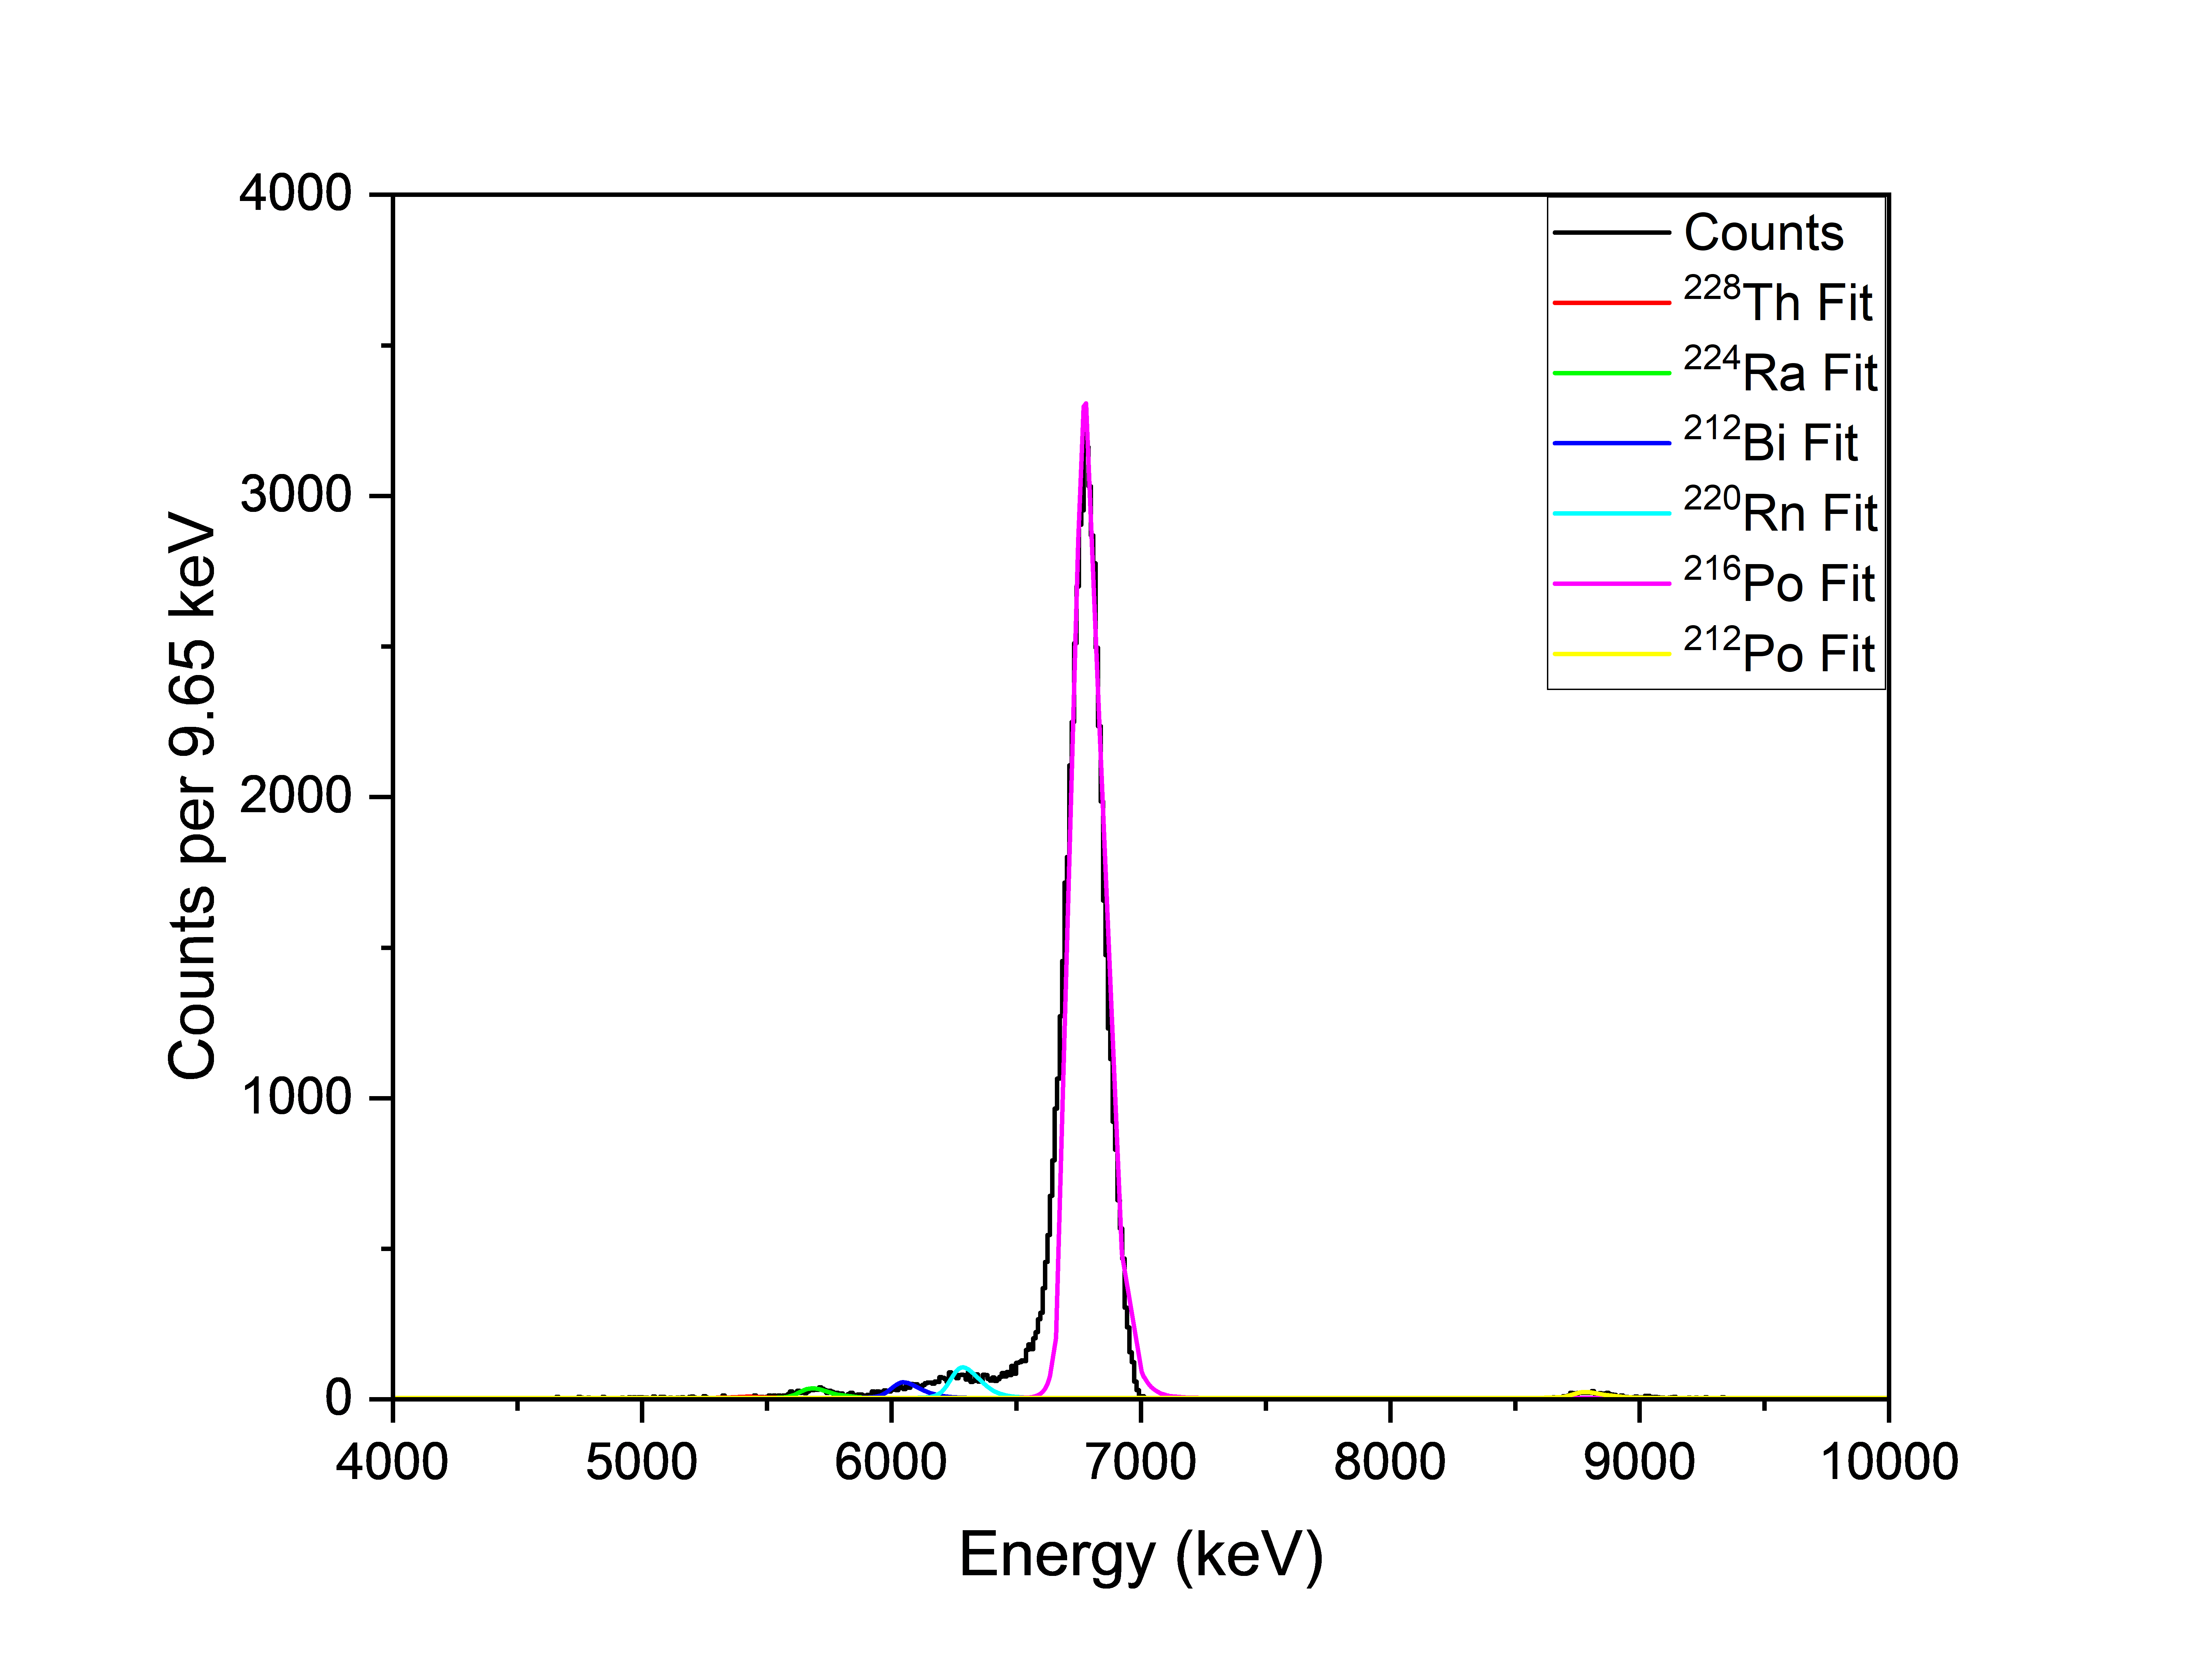 4000
3000
2000
1000
0
Counts per 9.65 keV
4000 5000 6000 7000 8000 9000 10000
Energy (keV)
Counts
²²⁸Th Fit
²²⁴Ra Fit
²¹²Bi Fit
²²⁰Rn Fit
²¹⁶Po Fit
²¹²Po Fit